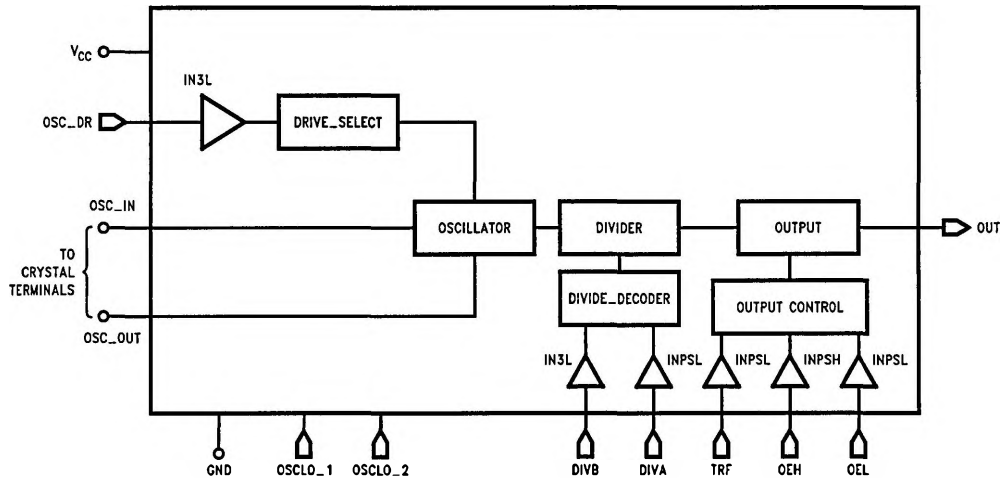 V_CC
IN3L
OSC_DR
DRIVE_SELECT
OSC_IN
OSCILLATOR
DIVIDER
OUTPUT
OUT
TO
CRYSTAL
TERMINALS
DIVIDE_DECODER
OUTPUT CONTROL
OSC_OUT
IN3L
INPSL
INPSL
INPSH
INPSL
GND
OSCLO_1
OSCLO_2
DIVB
DIVA
TRF
OEH
OEL